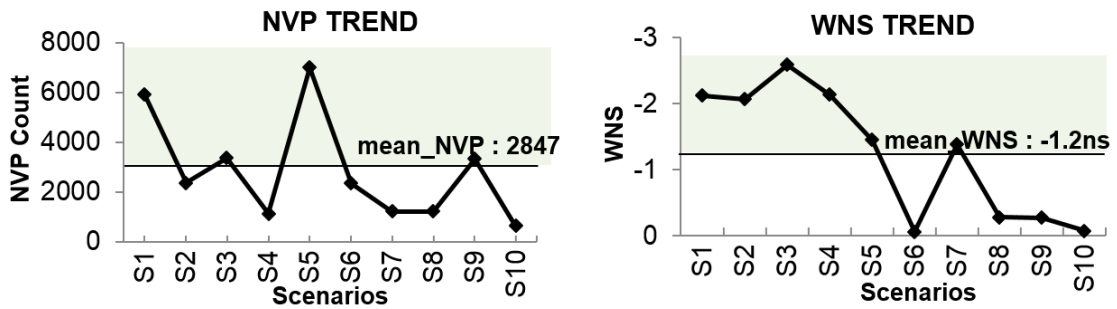 NVP TREND
NVP Count
8000
6000
4000
2000
0
mean_NVP : 2847
S1 S2 S3 S4 S5 S6 S7 S8 S9 S10
Scenarios
WNS TREND
WNS
-3
-2
-1
0
mean_WNS : -1.2ns
S1 S2 S3 S4 S5 S6 S7 S8 S9 S10
Scenarios